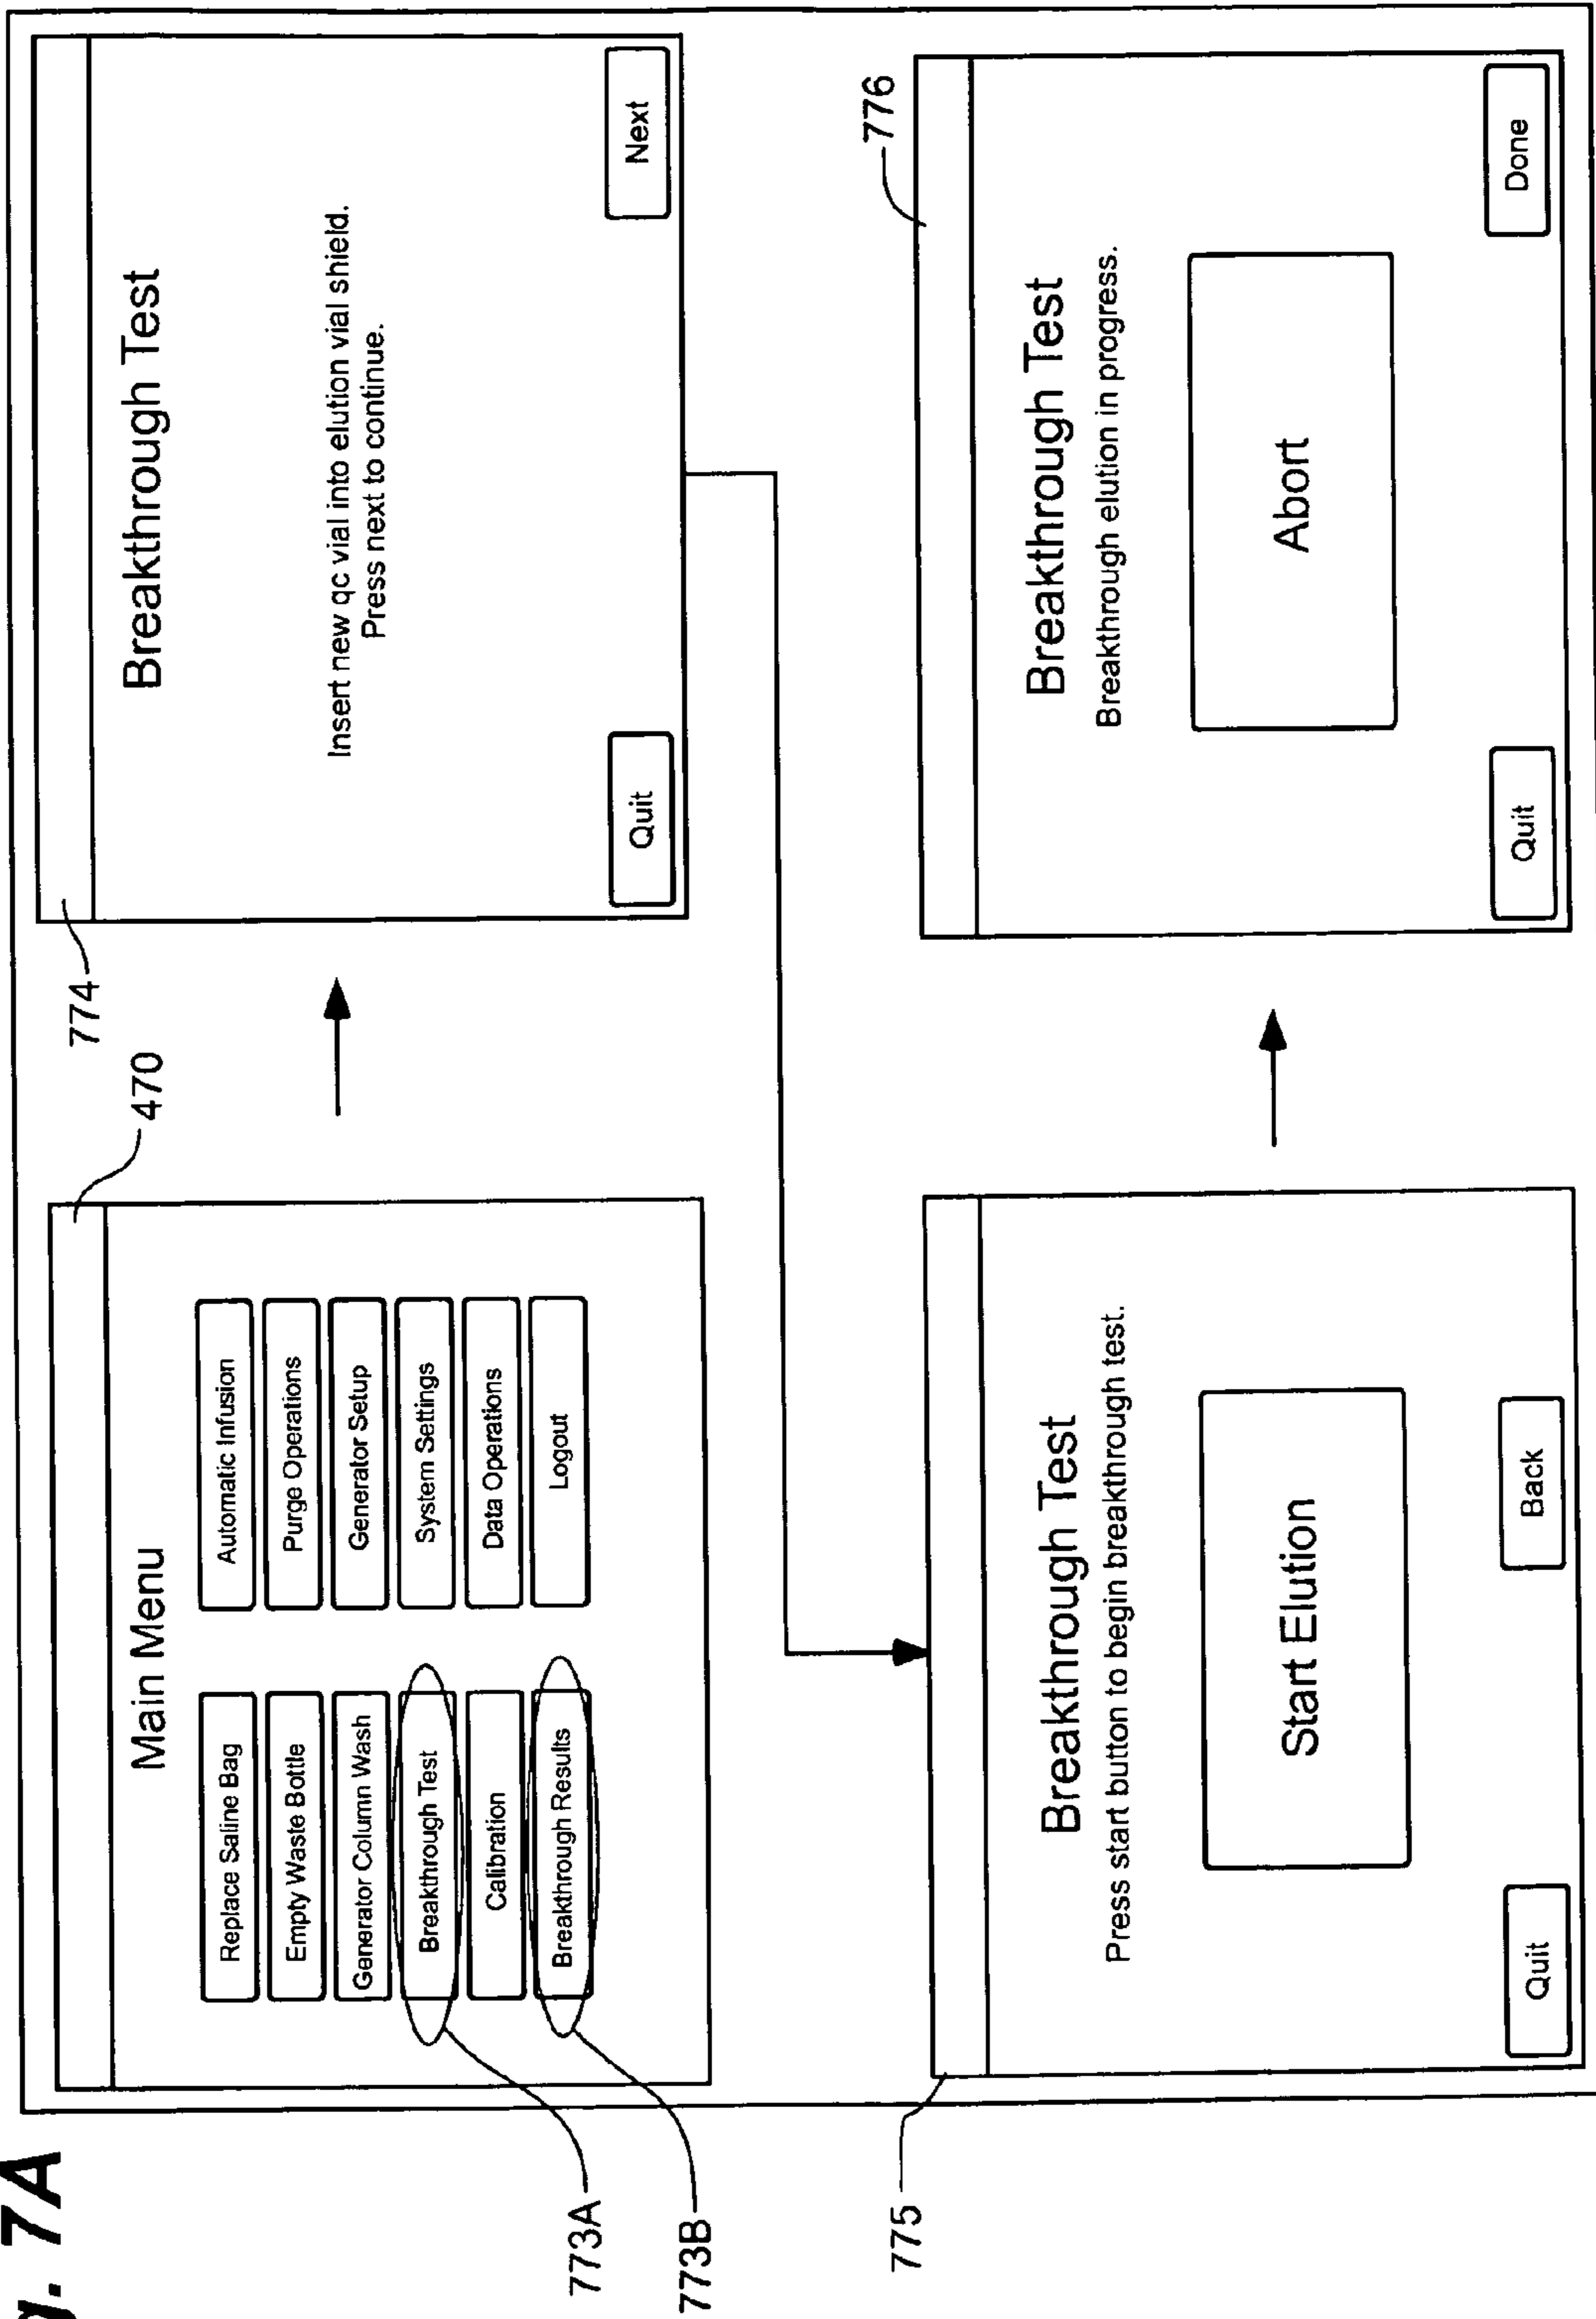 g. 7A
470
Main Menu
Replace Saline Bag
Empty Waste Bottle
Generator Column Wash
Breakthrough Test
Calibration
Breakthrough Results
Automatic Infusion
Purge Operations
Generator Setup
System Settings
Data Operations
Logout
773A
773B
774
Breakthrough Test
Insert new qc vial into elution vial shield.
Press next to continue.
Quit
Next
775
Breakthrough Test
Press start button to begin breakthrough test.
Start Elution
Quit
Back
776
Breakthrough Test
Breakthrough elution in progress.
Abort
Quit
Done